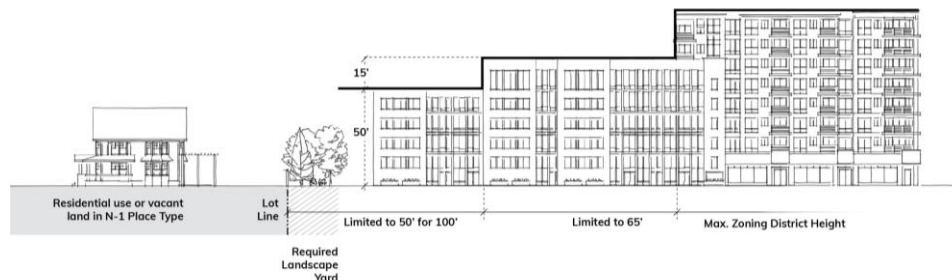 15'
50'
Residential use or vacant
land in N-1 Place Type
Lot
Line
Limited to 50' for 100'
Limited to 65'
Max. Zoning District Height
Required
Landscape
Yard